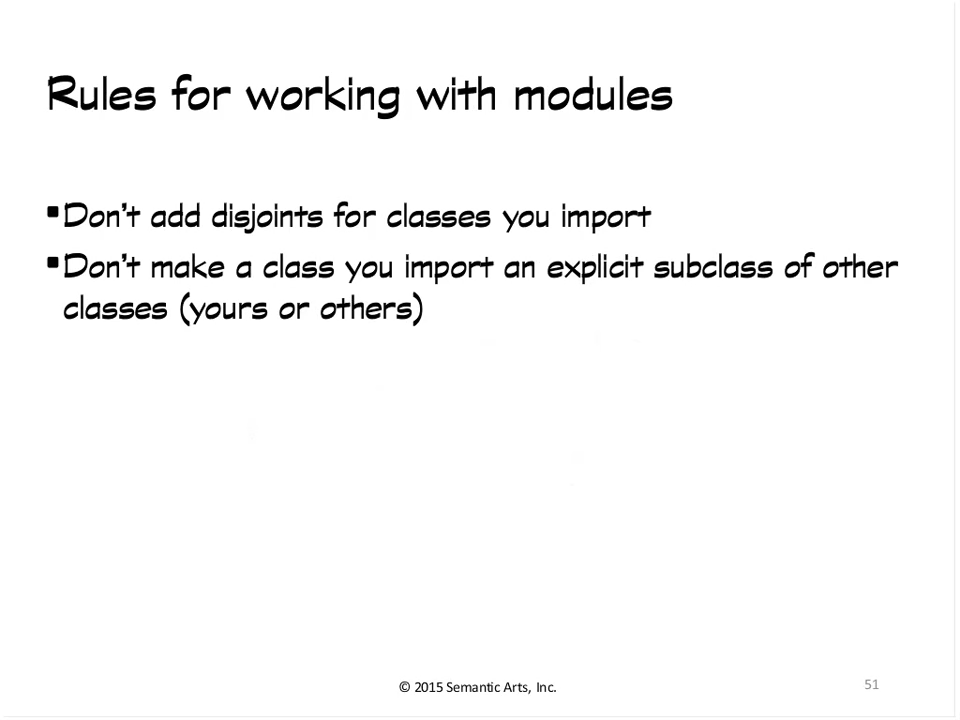 Rules for working with modules
▪Don't add disjoints for classes you import
▪Don't make a class you import an explicit subclass of other
classes (yours or others)
© 2015 Semantic Arts, Inc.
51